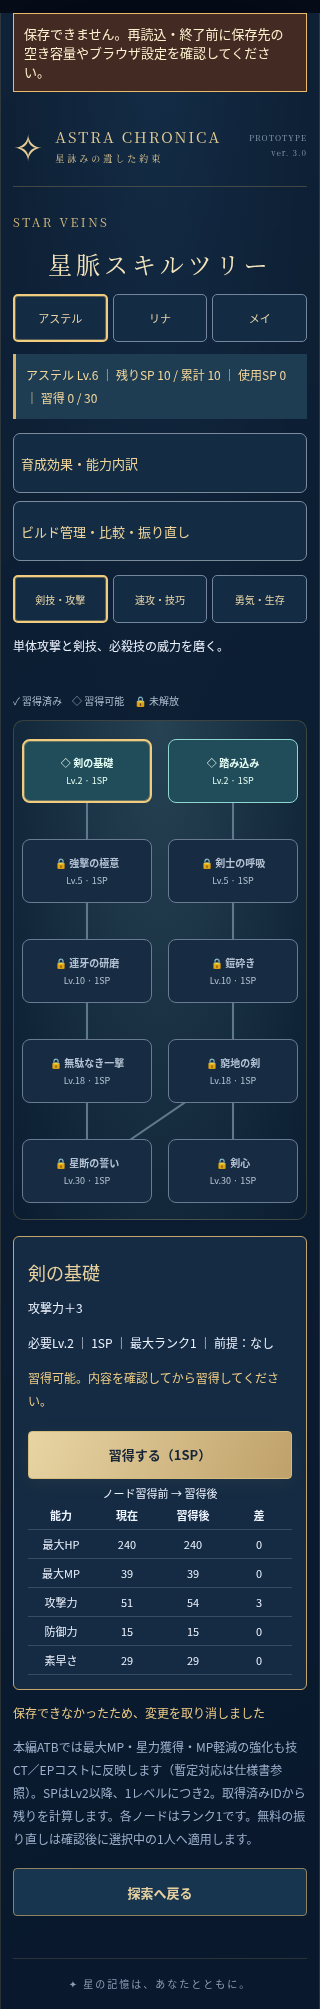 保存できません。再読込・終了前に保存先の
空き容量やブラウザ設定を確認してくださ
い。
ASTRA CHRONICA
星詠みの遺した約束
PROTOTYPE
ver. 3.0
STAR VEINS
星脈スキルツリー
アステル
リナ
メイ
アステル Lv.6 ｜ 残りSP 10 / 累計 10 ｜ 使用SP 0
｜ 習得 0 / 30
育成効果・能力内訳
ビルド管理・比較・振り直し
剣技・攻撃
速攻・技巧
勇気・生存
単体攻撃と剣技、必殺技の威力を磨く。
✓ 習得済み ◇ 習得可能 🔒 未解放
◇ 剣の基礎
Lv.2 · 1SP
◇ 踏み込み
Lv.2 · 1SP
🔒 強撃の極意
Lv.5 · 1SP
🔒 剣士の呼吸
Lv.5 · 1SP
🔒 連牙の研磨
Lv.10 · 1SP
🔒 鎧砕き
Lv.10 · 1SP
🔒 無駄なき一撃
Lv.18 · 1SP
🔒 窮地の剣
Lv.18 · 1SP
🔒 星断の誓い
Lv.30 · 1SP
🔒 剣心
Lv.30 · 1SP
剣の基礎
攻撃力＋3
必要Lv.2 ｜ 1SP ｜ 最大ランク1 ｜ 前提：なし
習得可能。内容を確認してから習得してくださ
い。
習得する（1SP）
ノード習得前 → 習得後
能力 現在 習得後 差
最大HP 240 240 0
最大MP 39 39 0
攻撃力 51 54 3
防御力 15 15 0
素早さ 29 29 0
保存できなかったため、変更を取り消しました
本編ATBでは最大MP・星力獲得・MP軽減の強化も技
CT／EPコストに反映します（暫定対応は仕様書参
照）。SPはLv2以降、1レベルにつき2。取得済みIDから
残りを計算します。各ノードはランク1です。無料の振
り直しは確認後に選択中の1人へ適用します。
探索へ戻る
✦ 星の記憶は、あなたとともに。